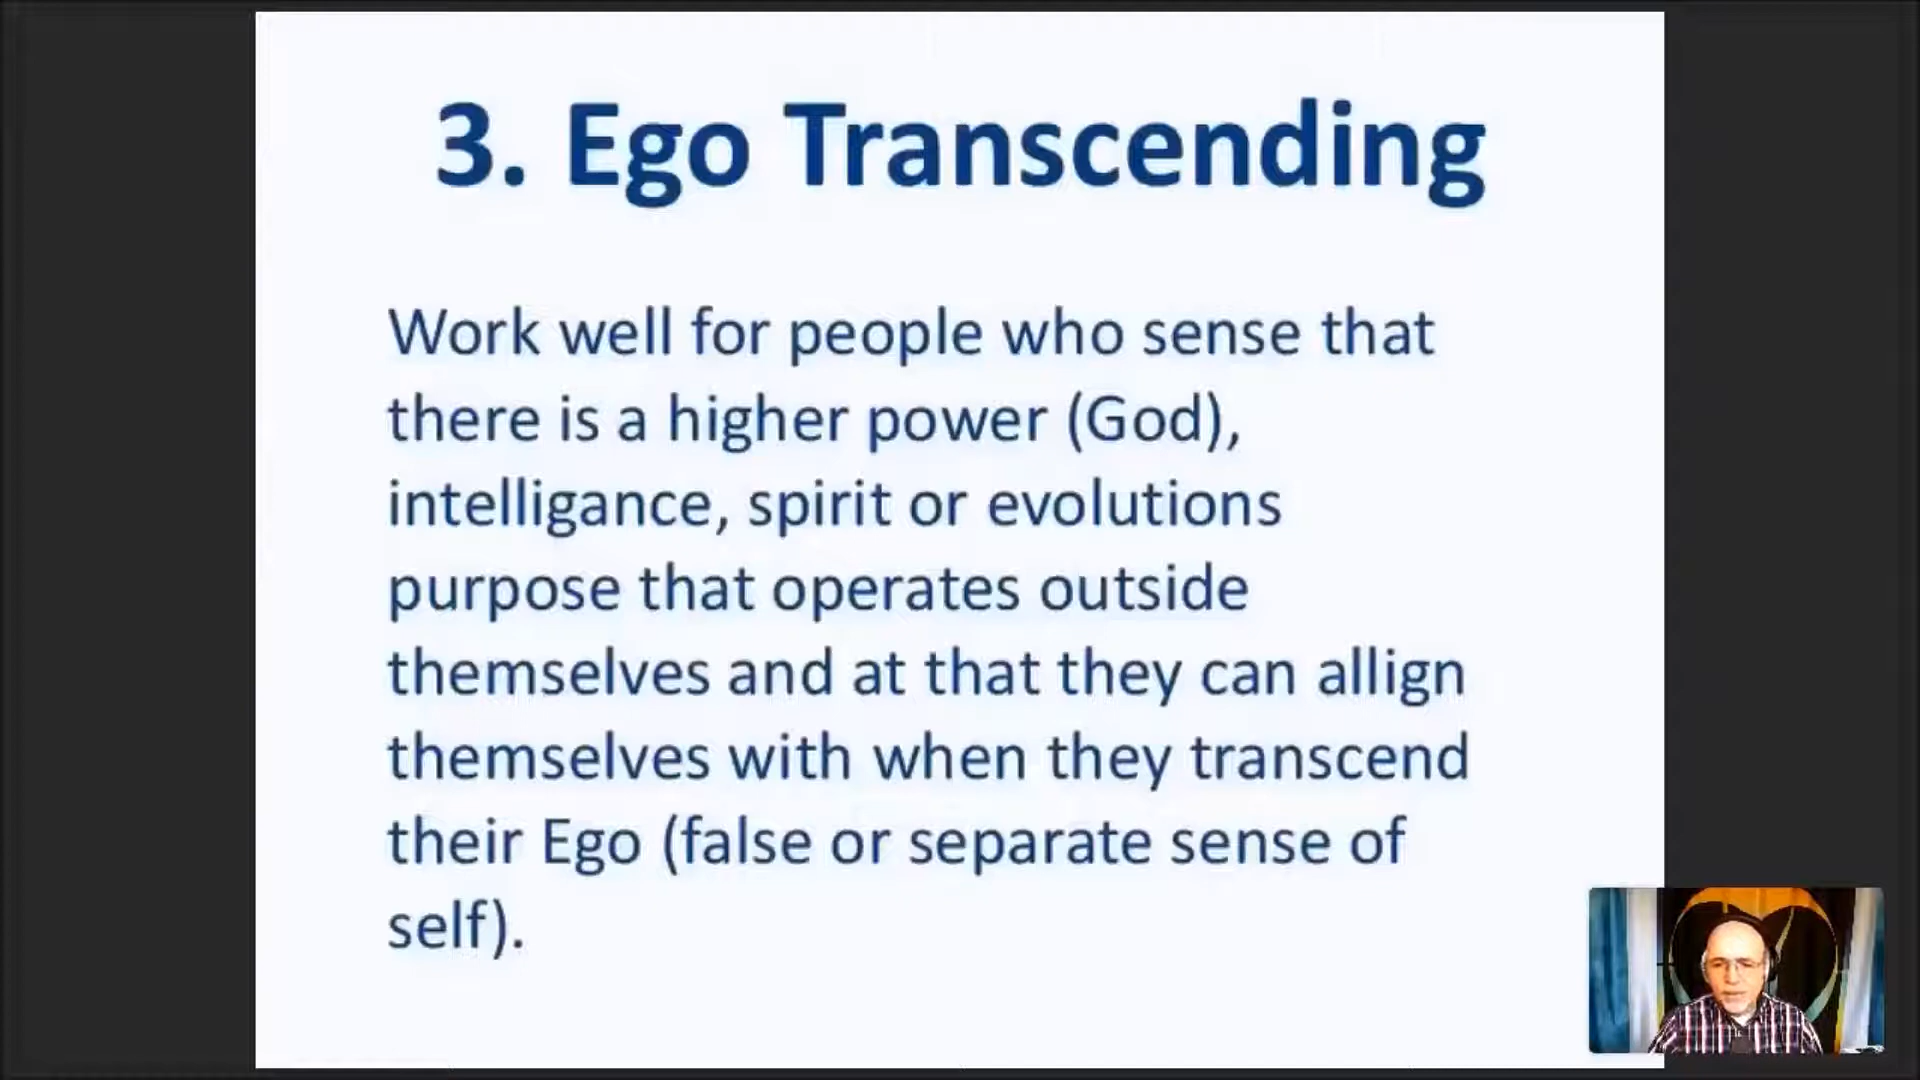 3. Ego Transcending
Work well for people who sense that
there is a higher power (God),
intelligance, spirit or evolutions
purpose that operates outside
themselves and at that they can allign
themselves with when they transcend
their Ego (false or separate sense of
self).